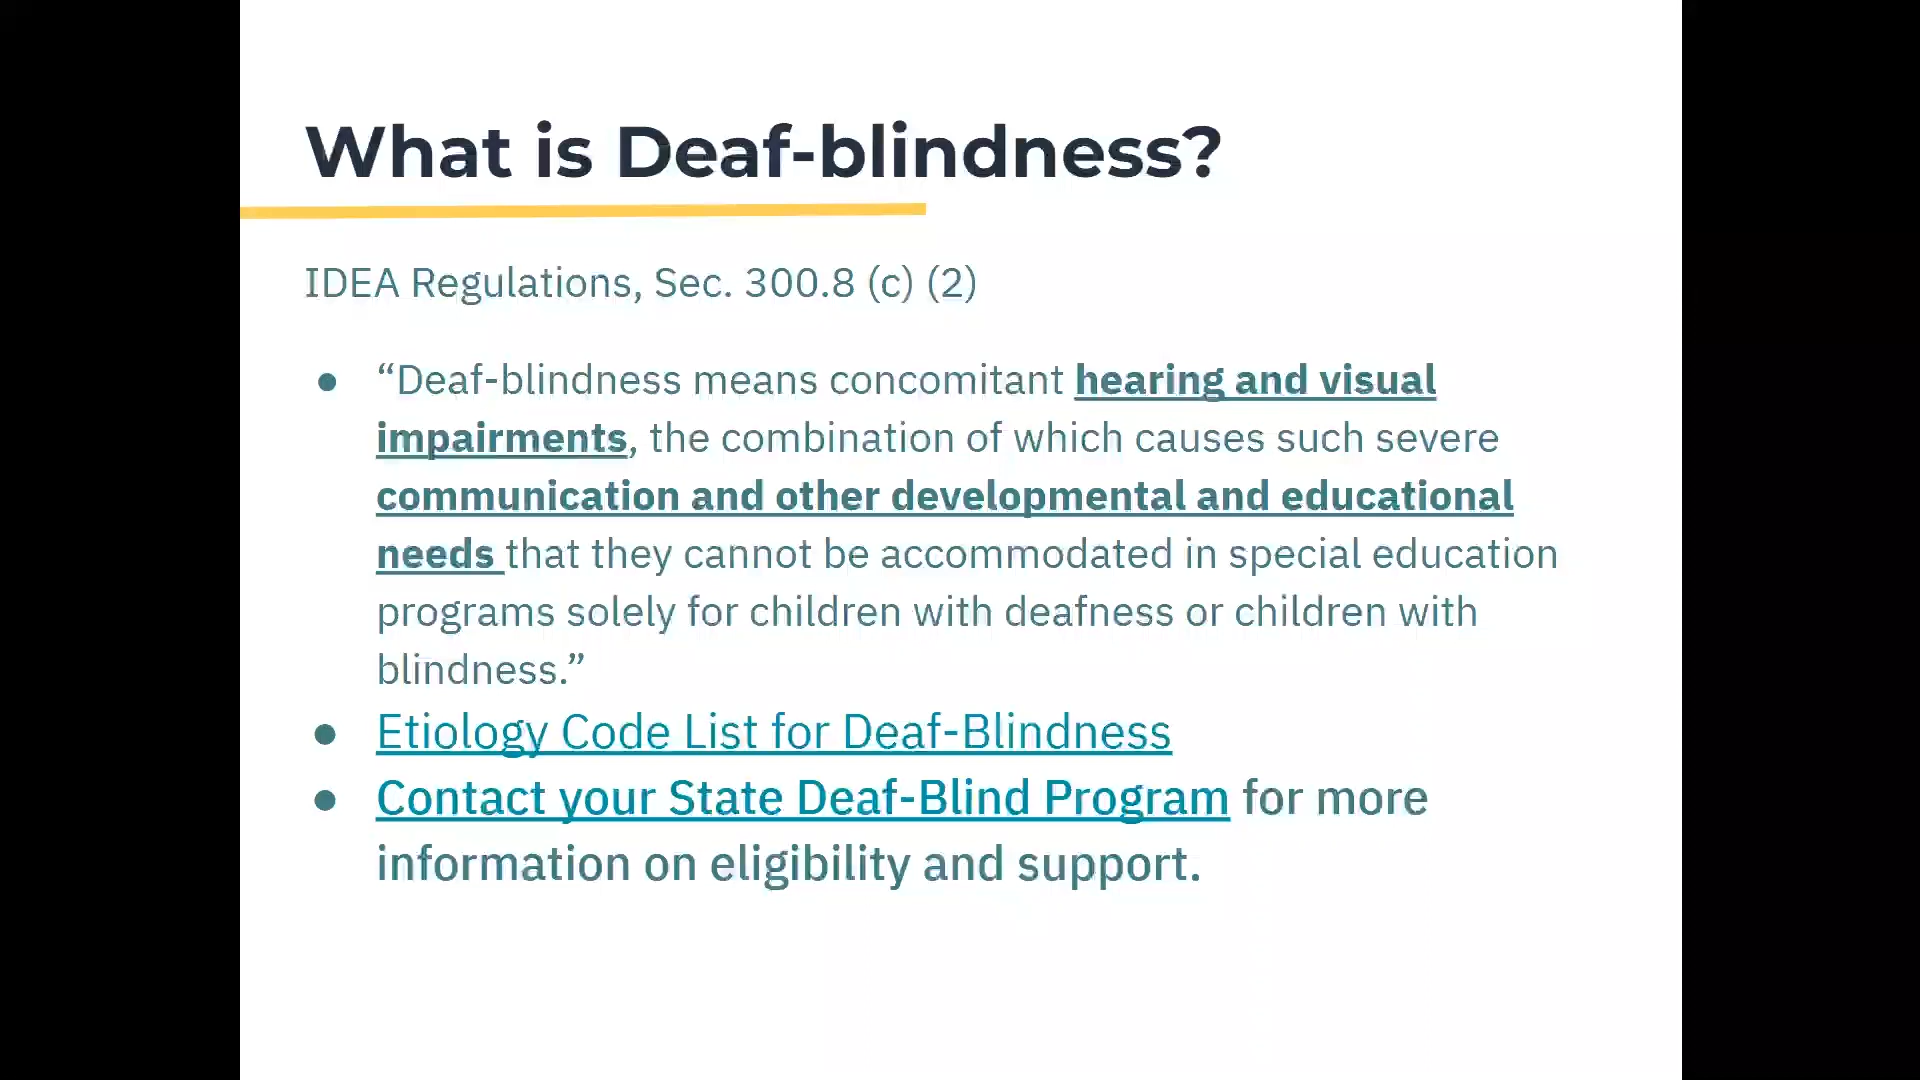 What is Deaf-blindness?
IDEA Regulations, Sec. 300.8 (c) (2)
● “Deaf-blindness means concomitant hearing and visual
impairments, the combination of which causes such severe
communication and other developmental and educational
needs that they cannot be accommodated in special education
programs solely for children with deafness or children with
blindness.”
● Etiology Code List for Deaf-Blindness
● Contact your State Deaf-Blind Program for more
information on eligibility and support.